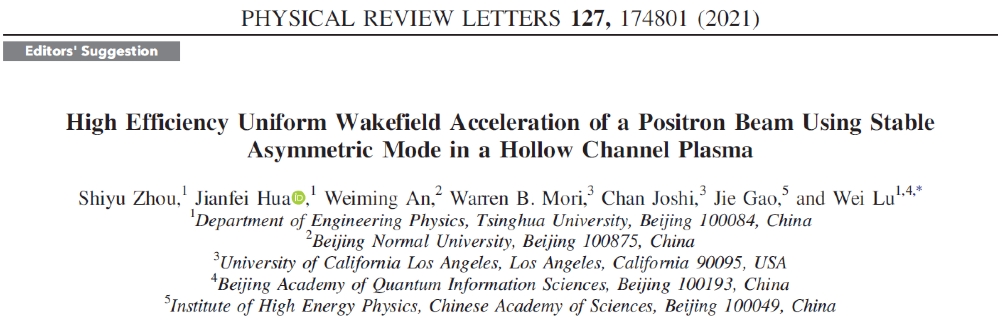 PHYSICAL REVIEW LETTERS 127, 174801 (2021)
Editors' Suggestion
High Efficiency Uniform Wakefield Acceleration of a Positron Beam Using Stable
Asymmetric Mode in a Hollow Channel Plasma
Shiyu Zhou,1 Jianfei Hua iD,1 Weiming An,2 Warren B. Mori,3 Chan Joshi,3 Jie Gao,5 and Wei Lu1,4,*
1Department of Engineering Physics, Tsinghua University, Beijing 100084, China
2Beijing Normal University, Beijing 100875, China
3University of California Los Angeles, Los Angeles, California 90095, USA
4Beijing Academy of Quantum Information Sciences, Beijing 100193, China
5Institute of High Energy Physics, Chinese Academy of Sciences, Beijing 100049, China